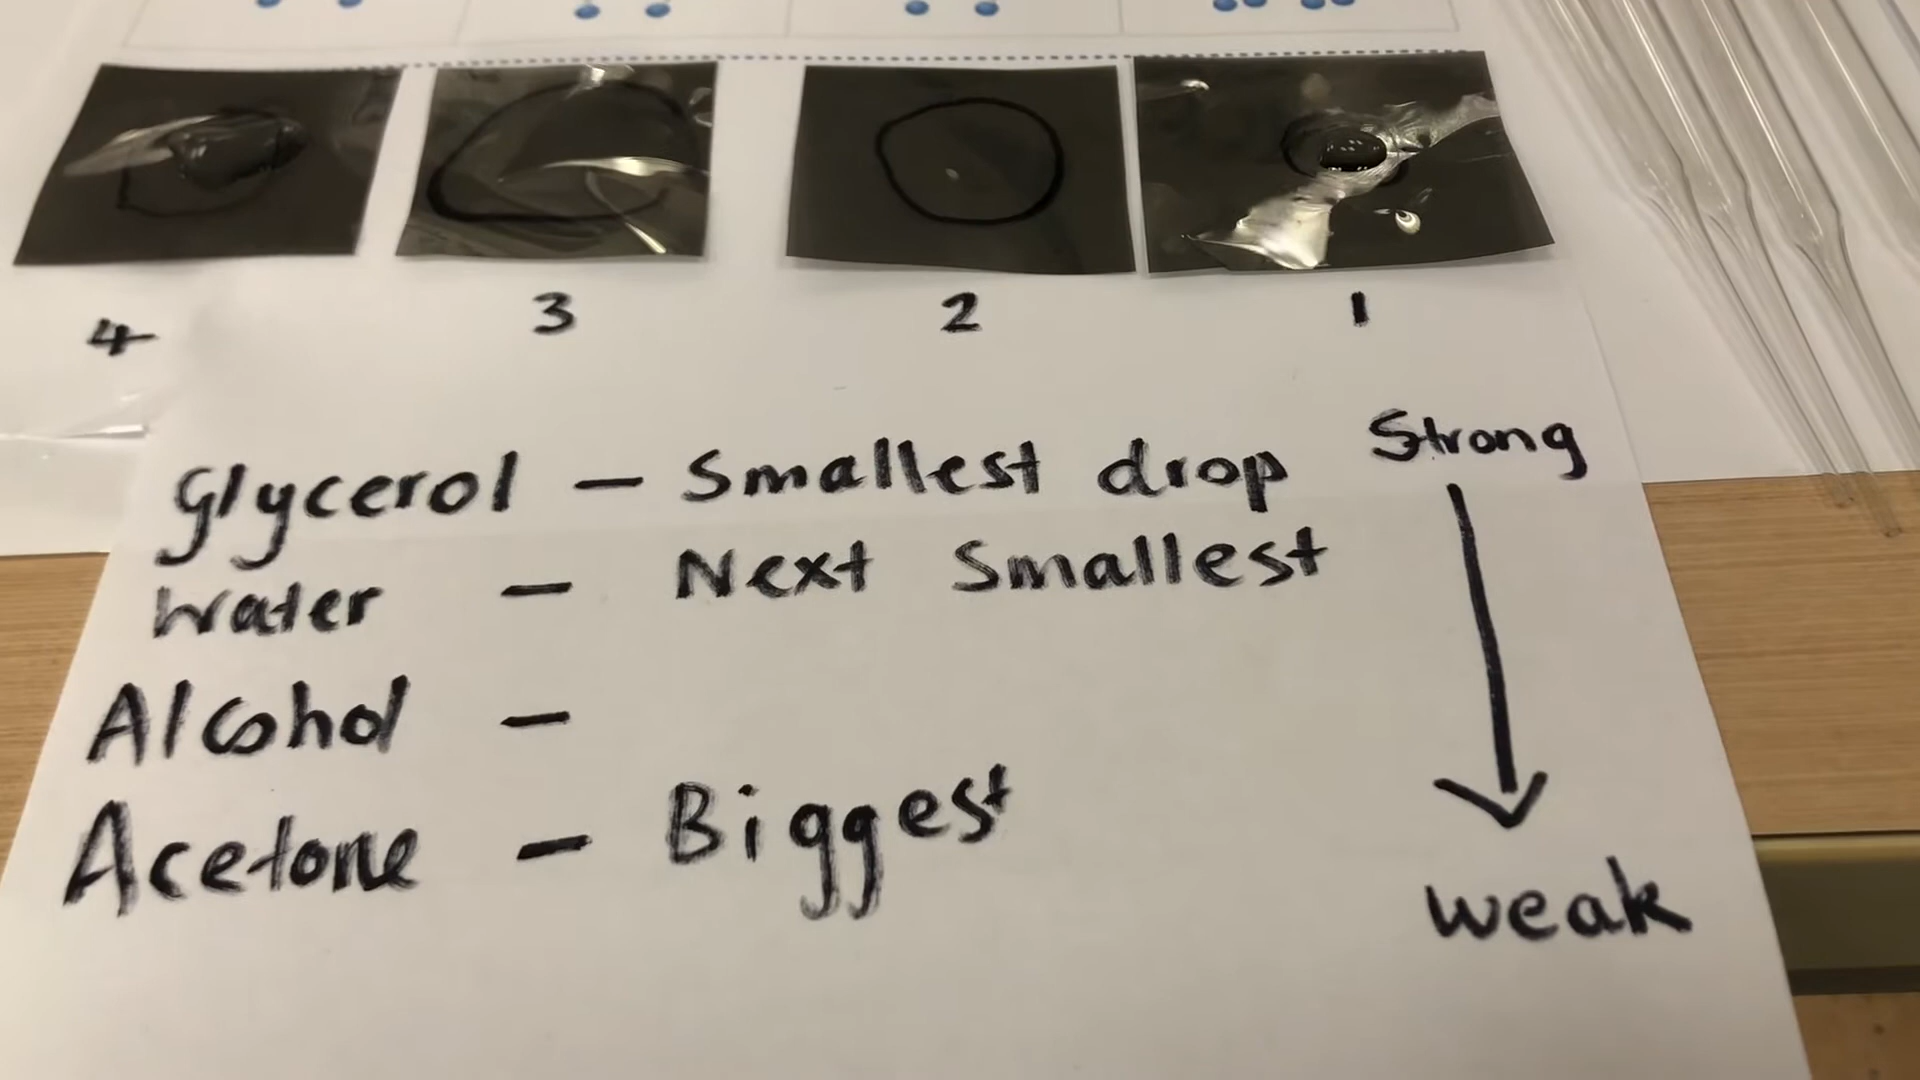 4 3 2 1
Glycerol - Smallest drop Strong
Water - Next Smallest
Alcohol -
Acetone - Biggest
weak